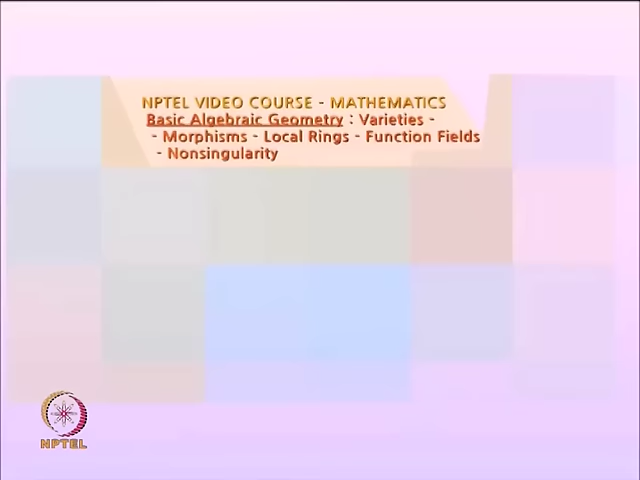 NPTEL VIDEO COURSE - MATHEMATICS
Basic Algebraic Geometry : Varieties -
- Morphisms - Local Rings - Function Fields
- Nonsingularity
NPTEL